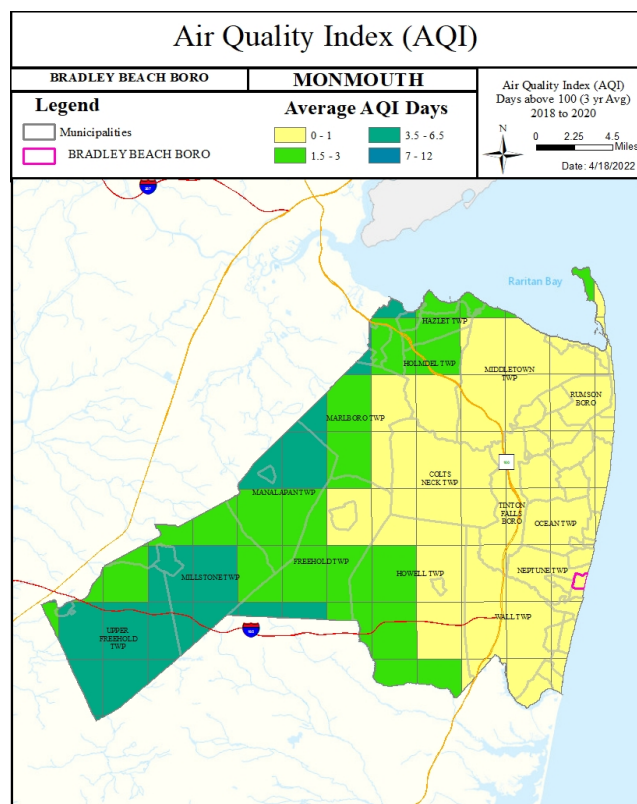 Air Quality Index (AQI)
BRADLEY BEACH BORO
MONMOUTH
Legend
Municipalities
BRADLEY BEACH BORO
Average AQI Days
0 - 1
3.5 - 6.5
1.5 - 3
7 - 12
Air Quality Index (AQI)
Days above 100 (3 yr Avg)
2018 to 2020
N
0 2.25 4.5
Miles
Date: 4/18/2022
Raritan Bay
HAZLET TWP
HOLMDEL TWP
MIDDLETOWN
TWP
RUMSON
BORO
MARLBORO TWP
COLTS
NECK TWP
MANALAPAN TWP
TINTON
FALLS
BORO
OCEAN TWP
FREEHOLD TWP
MILLSTONE TWP
HOWELL TWP
NEPTUNE TWP
WALL TWP
UPPER
FREEHOLD
TWP